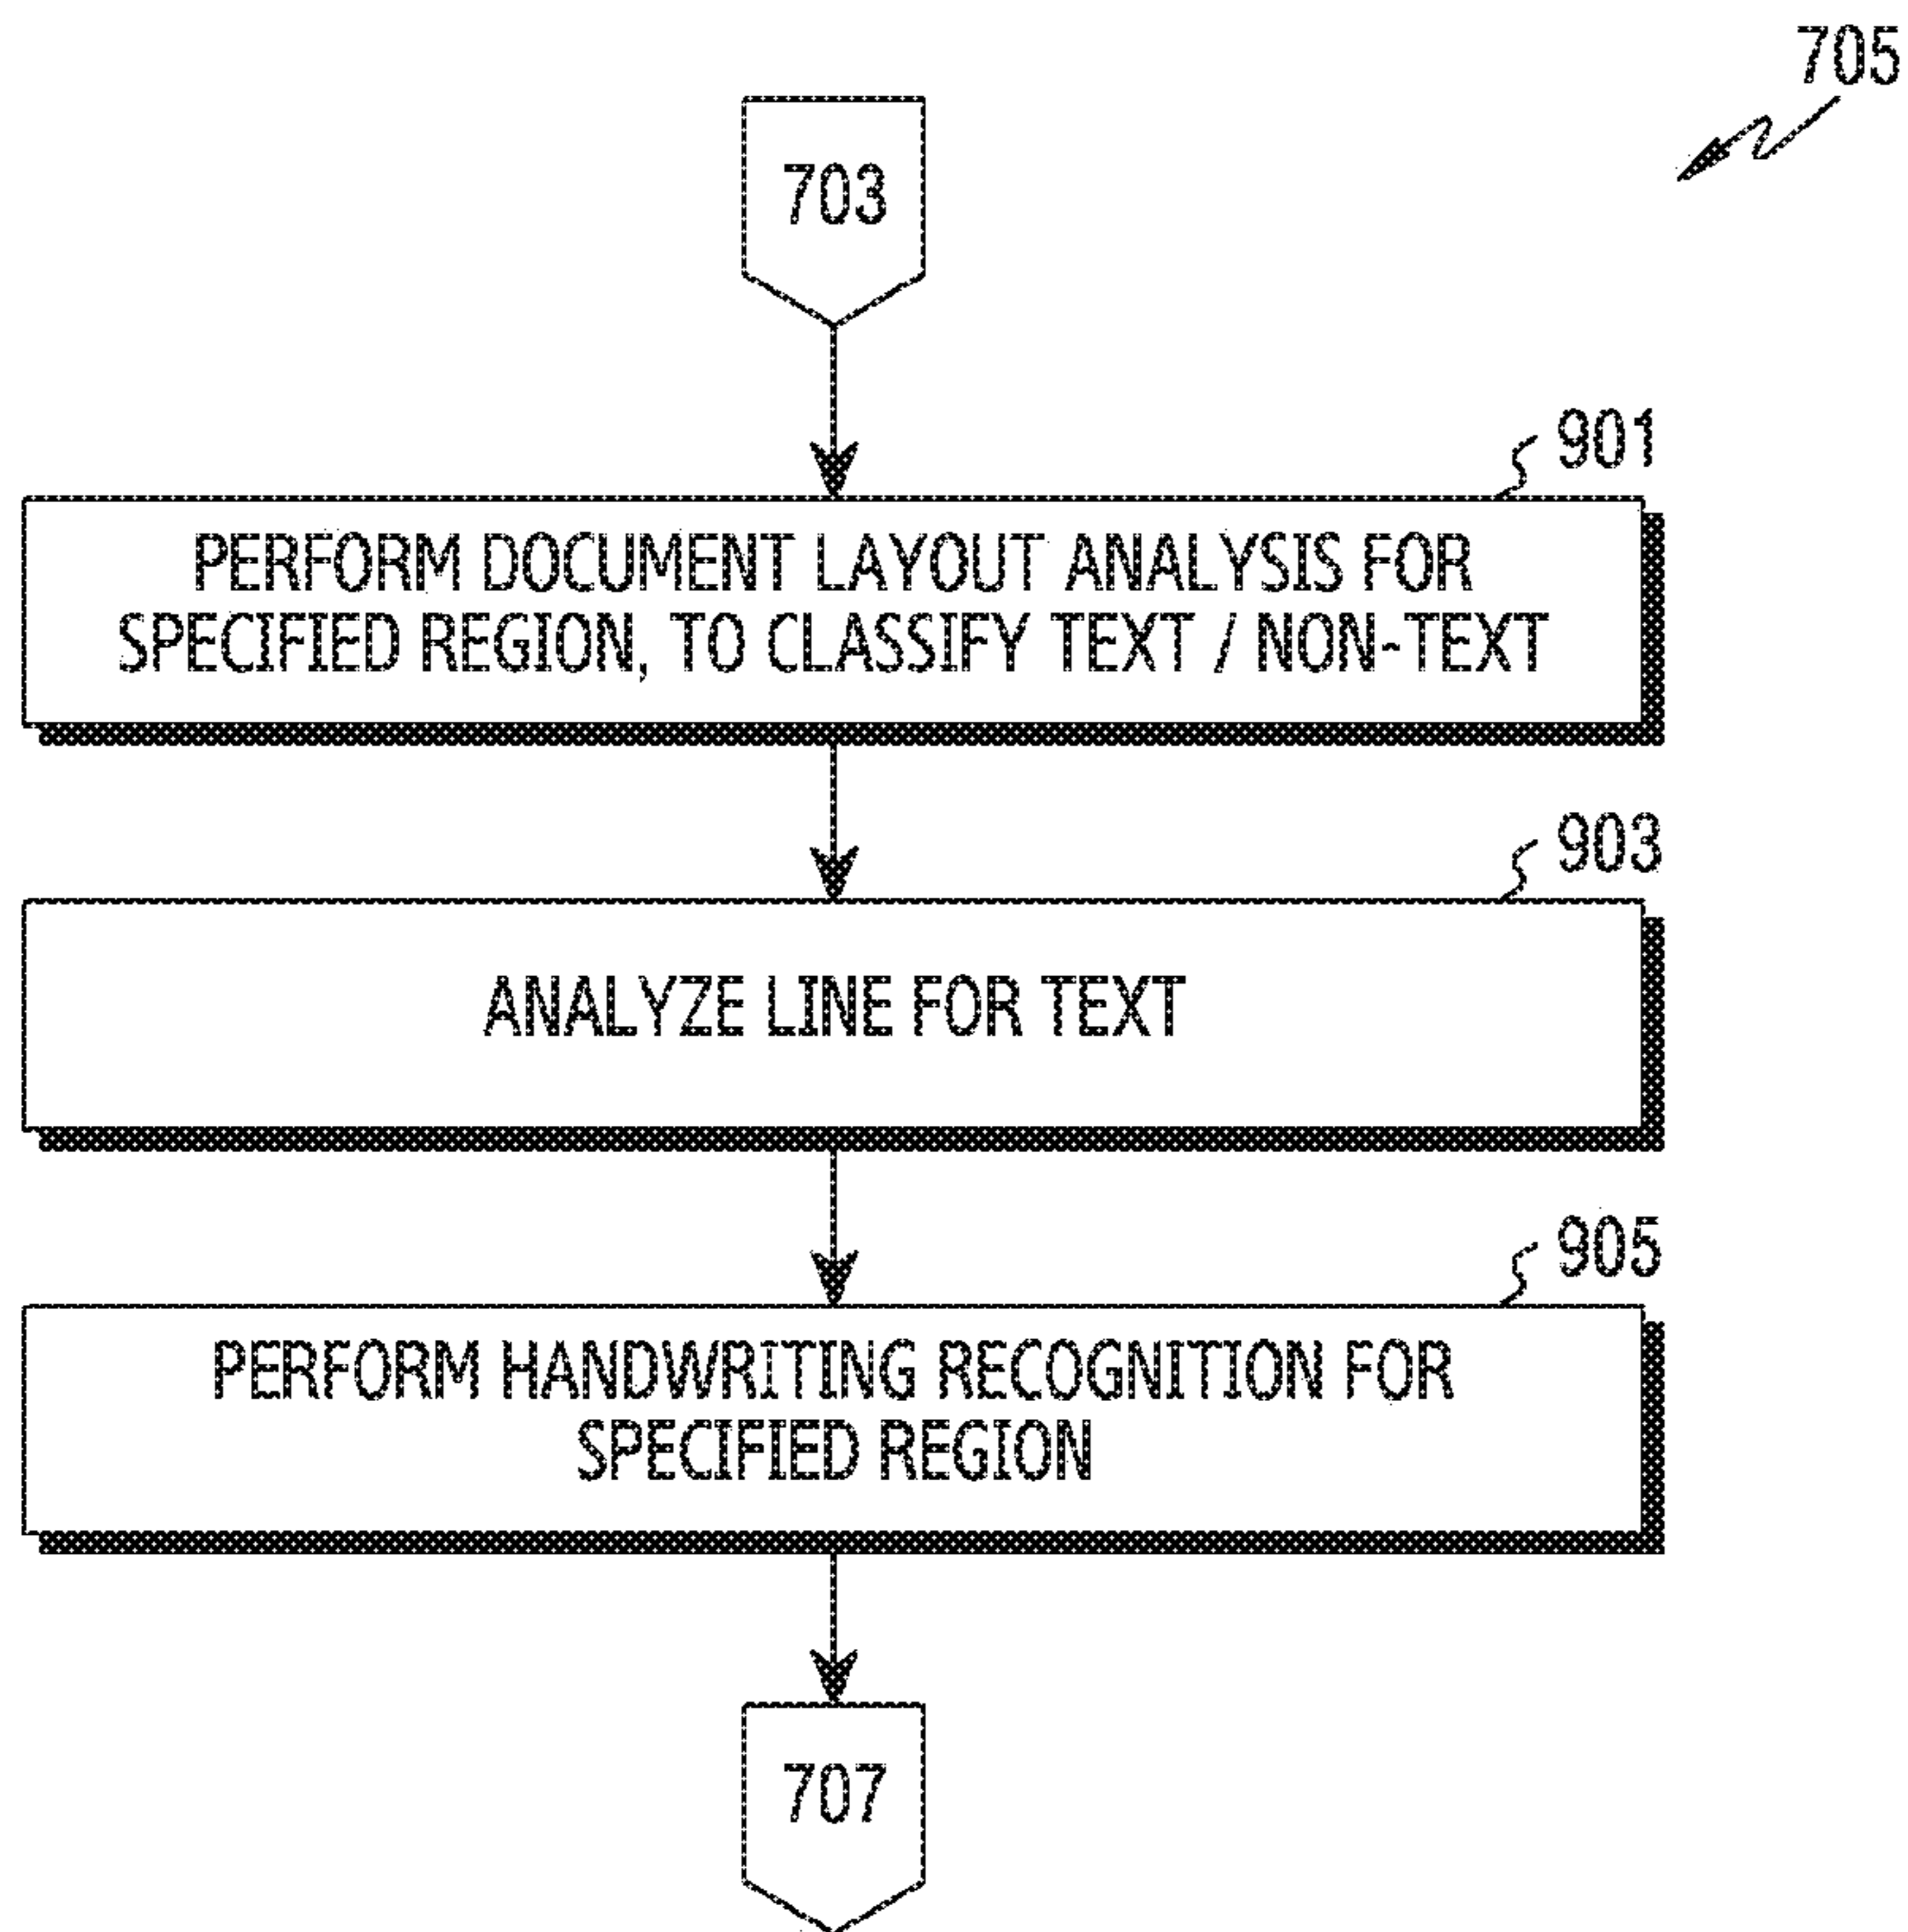 705
703
901
PERFORM DOCUMENT LAYOUT ANALYSIS FOR
SPECIFIED REGION, TO CLASSIFY TEXT / NON-TEXT
903
ANALYZE LINE FOR TEXT
905
PERFORM HANDWRITING RECOGNITION FOR
SPECIFIED REGION
707